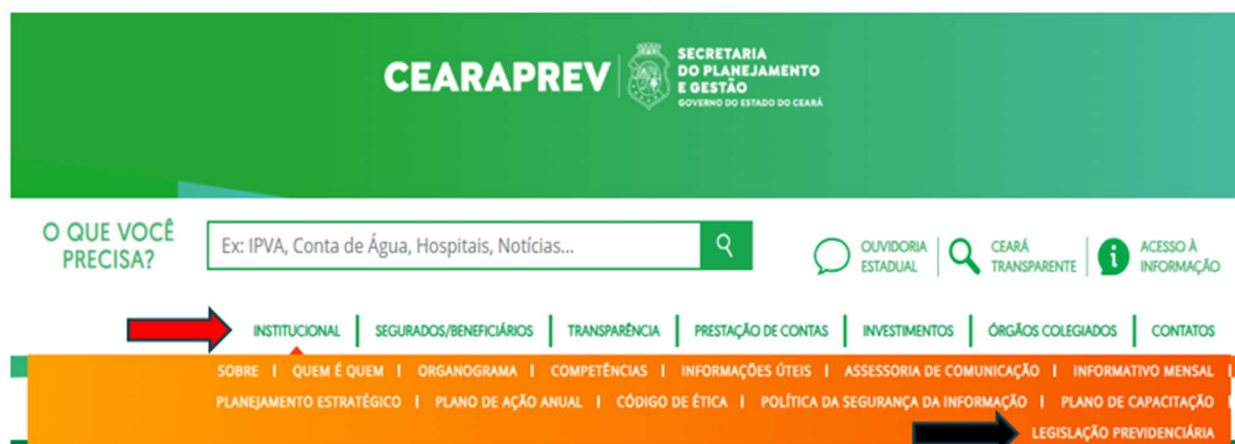 CEARAPREV
SECRETARIA
DO PLANEJAMENTO
E GESTÃO
GOVERNO DO ESTADO DO CEARÁ
O QUE VOCÊ
PRECISA?
Ex: IPVA, Conta de Água, Hospitais, Notícias...
OUVIDORIA
ESTADUAL
CEARÁ
TRANSPARENTE
ACESSO À
INFORMAÇÃO
INSTITUCIONAL | SEGURADOS/BENEFICIÁRIOS | TRANSPARÊNCIA | PRESTAÇÃO DE CONTAS | INVESTIMENTOS | ÓRGÃOS COLEGIADOS | CONTATOS
SOBRE | QUEM É QUEM | ORGANOGRAMA | COMPETÊNCIAS | INFORMAÇÕES ÚTEIS | ASSESSORIA DE COMUNICAÇÃO | INFORMATIVO MENSAL |
PLANEJAMENTO ESTRATÉGICO | PLANO DE AÇÃO ANUAL | CÓDIGO DE ÉTICA | POLÍTICA DA SEGURANÇA DA INFORMAÇÃO | PLANO DE CAPACITAÇÃO |
LEGISLAÇÃO PREVIDENCIÁRIA